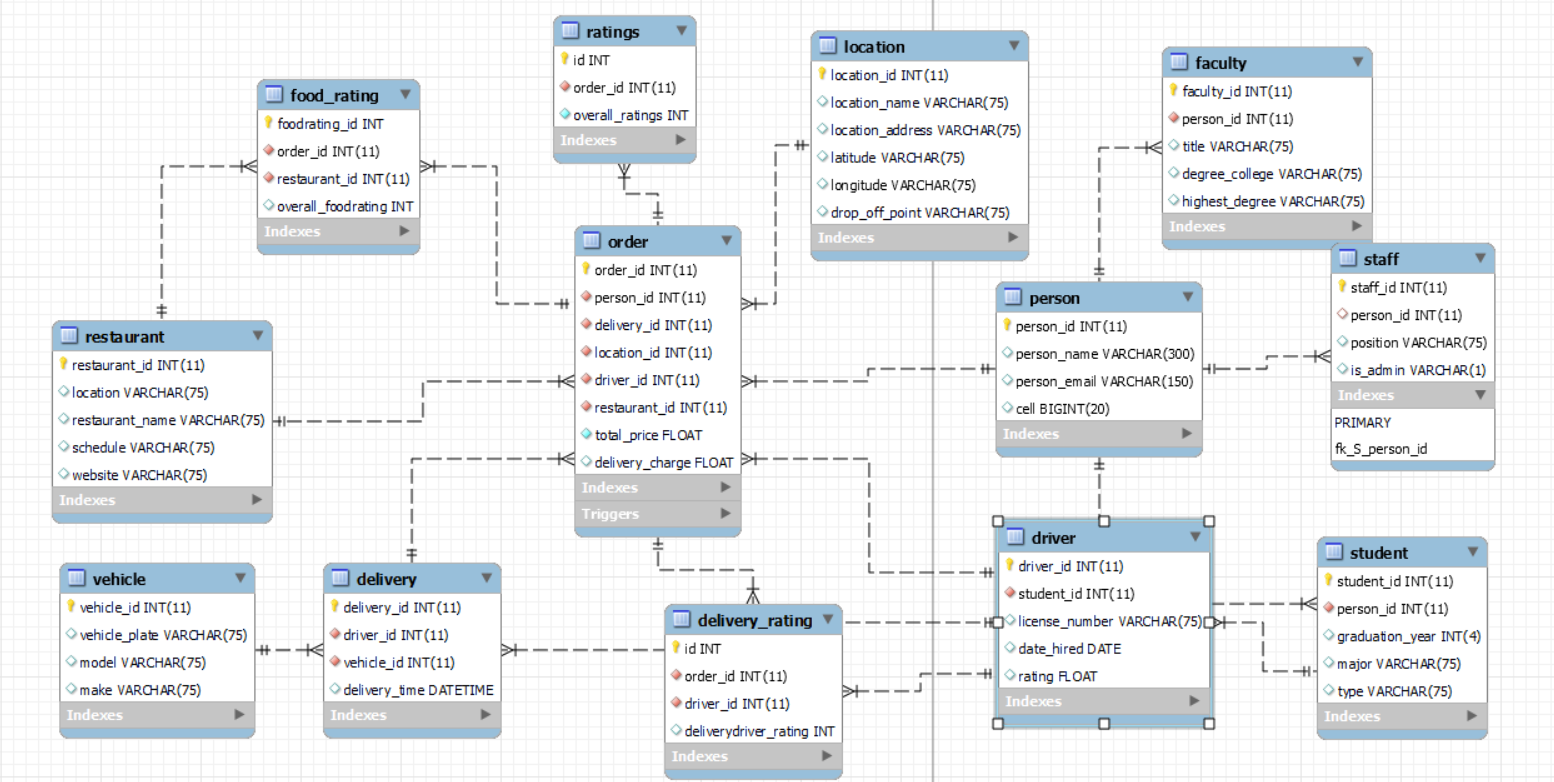 ratings
id INT
order_id INT(11)
overall_ratings INT
Indexes
location
location_id INT(11)
location_name VARCHAR(75)
location_address VARCHAR(75)
latitude VARCHAR(75)
longitude VARCHAR(75)
drop_off_point VARCHAR(75)
Indexes
faculty
faculty_id INT(11)
person_id INT(11)
title VARCHAR(75)
degree_college VARCHAR(75)
highest_degree VARCHAR(75)
Indexes
food_rating
foodrating_id INT
order_id INT(11)
restaurant_id INT(11)
overall_foodrating INT
Indexes
order
order_id INT(11)
person_id INT(11)
delivery_id INT(11)
location_id INT(11)
driver_id INT(11)
restaurant_id INT(11)
total_price FLOAT
delivery_charge FLOAT
Indexes
Triggers
staff
staff_id INT(11)
person_id INT(11)
position VARCHAR(75)
is_admin VARCHAR(1)
Indexes
PRIMARY
fk_S_person_id
person
person_id INT(11)
person_name VARCHAR(300)
person_email VARCHAR(150)
cell BIGINT(20)
Indexes
restaurant
restaurant_id INT(11)
location VARCHAR(75)
restaurant_name VARCHAR(75)
schedule VARCHAR(75)
website VARCHAR(75)
Indexes
vehicle
vehicle_id INT(11)
vehicle_plate VARCHAR(75)
model VARCHAR(75)
make VARCHAR(75)
Indexes
delivery
delivery_id INT(11)
driver_id INT(11)
vehicle_id INT(11)
delivery_time DATETIME
Indexes
delivery_rating
id INT
order_id INT(11)
driver_id INT(11)
deliverydriver_rating INT
Indexes
driver
driver_id INT(11)
student_id INT(11)
license_number VARCHAR(75)
date_hired DATE
rating FLOAT
Indexes
student
student_id INT(11)
person_id INT(11)
graduation_year INT(4)
major VARCHAR(75)
type VARCHAR(75)
Indexes